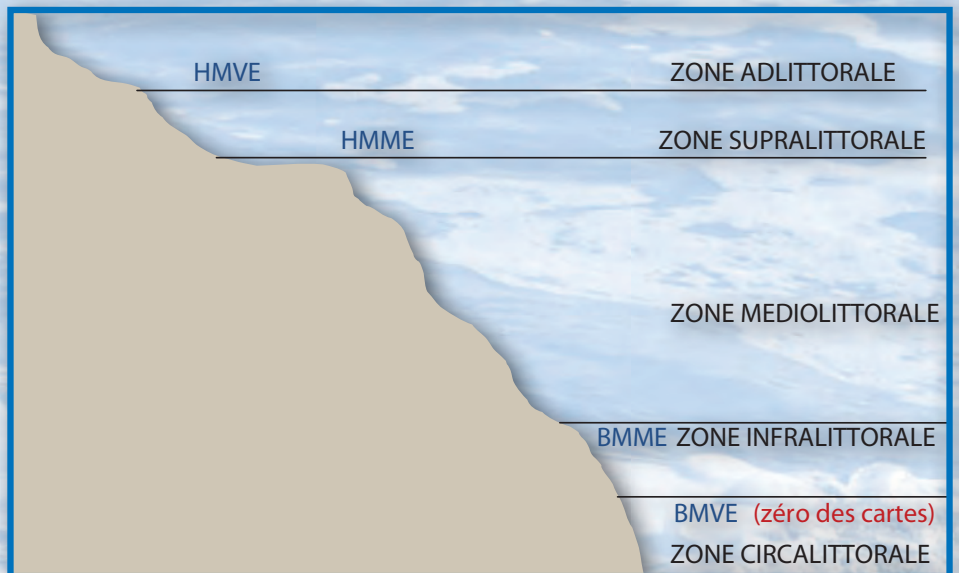 HMVE ZONE ADLITTORALE
HMME ZONE SUPRALITTORALE
ZONE MEDIOLITTORALE
BMME ZONE INFRALITTORALE
BMVE (zéro des cartes)
ZONE CIRCALITTORALE